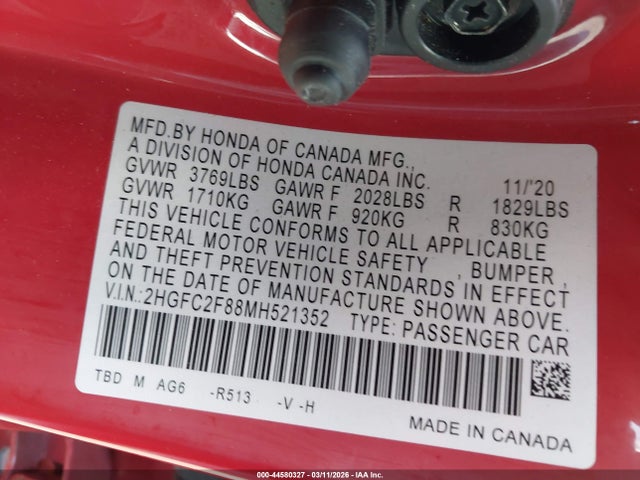 MFD.BY HONDA OF CANADA MFG.,
A DIVISION OF HONDA CANADA INC. 11/'20
GVWR 3769LBS GAWR F 2028LBS R 1829LBS
GVWR 1710KG GAWR F 920KG R 830KG
THIS VEHICLE CONFORMS TO ALL APPLICABLE
FEDERAL MOTOR VEHICLE SAFETY , BUMPER,
AND THEFT PREVENTION STANDARDS IN EFFECT
ON THE DATE OF MANUFACTURE SHOWN ABOVE.
V.I.N.:2HGFC2F88MH521352 TYPE: PASSENGER CAR
TBD M AG6 -R513 -V -H
MADE IN CANADA
000-44580327 - 03/11/2026 - IAA Inc.